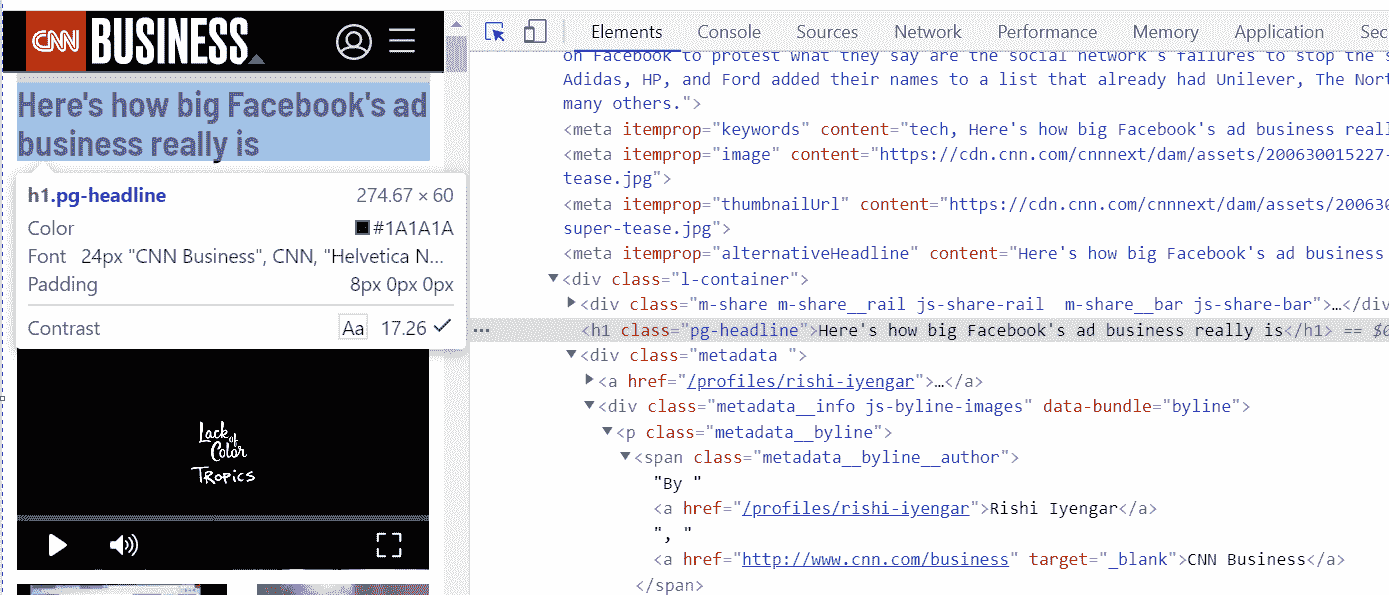 CNN BUSINESS
Here's how big Facebook's ad
business really is
h1.pg-headline 274.67 × 60
Color #1A1A1A
Font 24px "CNN Business", CNN, "Helvetica N...
Padding 8px 0px 0px
Contrast Aa 17.26
Lack of Color
TROPICS
Elements Console Sources Network Performance Memory Application Sec
on Facebook to protest what they say are the social network's failures to stop the s
Adidas, HP, and Ford added their names to a list that already had Unilever, The Nort
many others.">
<meta itemprop="keywords" content="tech, Here's how big Facebook's ad business reall
<meta itemprop="image" content="https://cdn.cnn.com/cnnnext/dam/assets/200630015227-
tease.jpg">
<meta itemprop="thumbnailUrl" content="https://cdn.cnn.com/cnnnext/dam/assets/200630
super-tease.jpg">
<meta itemprop="alternativeHeadline" content="Here's how big Facebook's ad business
<div class="l-container">
<div class="m-share m-share__rail js-share-rail m-share__bar js-share-bar">…</div
… <h1 class="pg-headline">Here's how big Facebook's ad business really is</h1> == $0
<div class="metadata ">
<a href="/profiles/rishi-iyengar">…</a>
<div class="metadata__info js-byline-images" data-bundle="byline">
<p class="metadata__byline">
<span class="metadata__byline__author">
"By "
<a href="/profiles/rishi-iyengar">Rishi Iyengar</a>
", "
<a href="http://www.cnn.com/business" target="_blank">CNN Business</a>
</span>